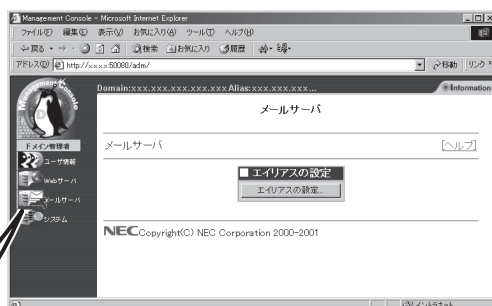 Management Console - Microsoft Internet Explorer
ファイル(F) 編集(E) 表示(V) お気に入り(A) ツール(T) ヘルプ(H)
戻る 検索 お気に入り 履歴
アドレス(D) http://xxxx:50080/adm/ 移動 リンク
Management Console
Domain:xxx.xxx.xxx.xxx.xxx Alias:xxx.xxx.xxx...
Information
メールサーバ
ドメイン管理者
ユーザ情報
Webサーバ
メールサーバ
システム
メールサーバ [ヘルプ]
■ エイリアスの設定
エイリアスの設定...
NEC Copyright(C) NEC Corporation 2000-2001
イントラネット